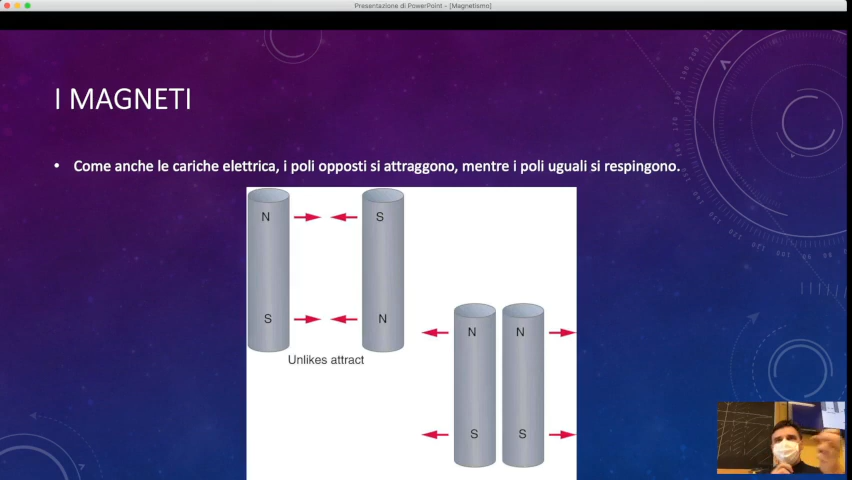 Presentazione di PowerPoint - [Magnetismo]
I MAGNETI
• Come anche le cariche elettrica, i poli opposti si attraggono, mentre i poli uguali si respingono.
N S
S N
Unlikes attract
N N
S S